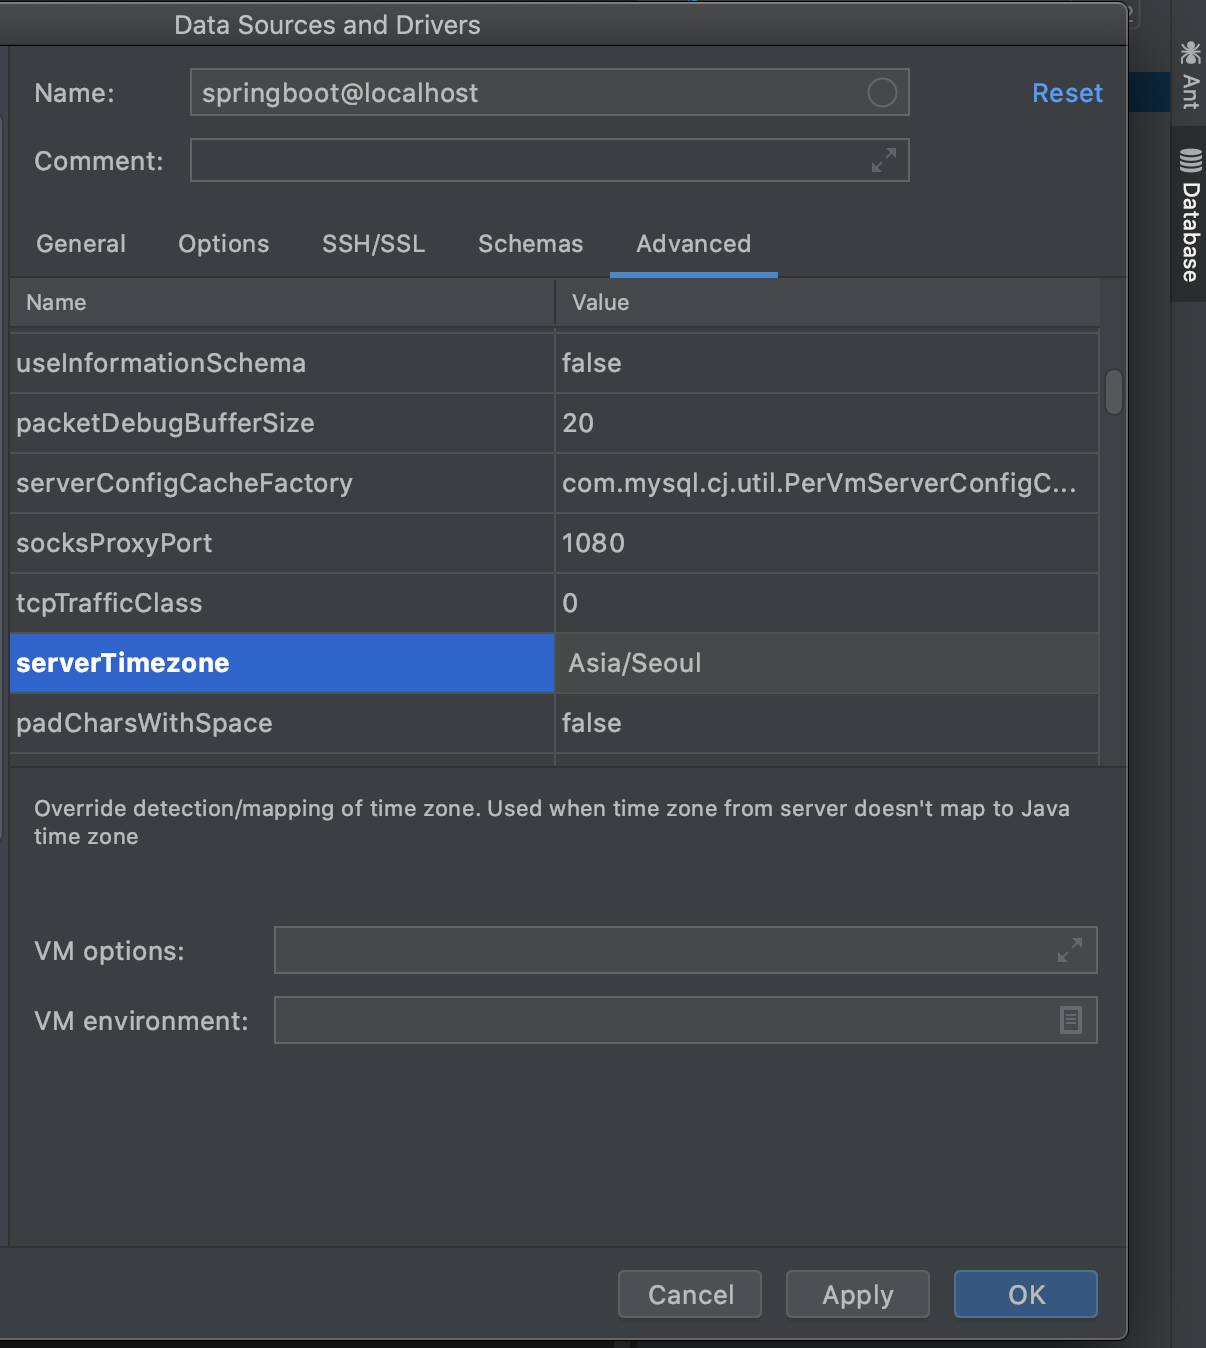 Data Sources and Drivers
Name: springboot@localhost Reset
Comment:
General Options SSH/SSL Schemas Advanced
Name Value
useInformationSchema false
packetDebugBufferSize 20
serverConfigCacheFactory com.mysql.cj.util.PerVmServerConfigC...
socksProxyPort 1080
tcpTrafficClass 0
serverTimezone Asia/Seoul
padCharsWithSpace false
Override detection/mapping of time zone. Used when time zone from server doesn't map to Java
time zone
VM options:
VM environment:
Cancel Apply OK
2
Ant
Database